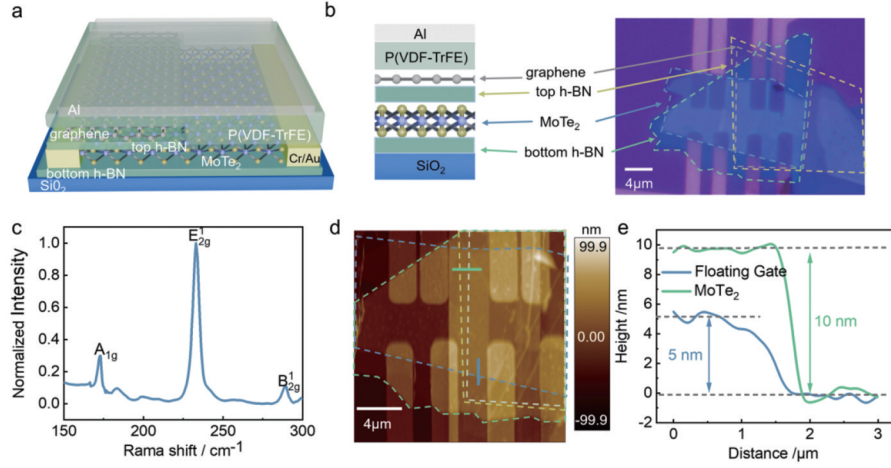 a
Al
graphene
top h-BN
P(VDF-TrFE)
MoTe2
Cr/Au
bottom h-BN
SiO2
b
Al
P(VDF-TrFE)
SiO2
graphene
top h-BN
MoTe2
bottom h-BN
4μm
c
Normalized Intensity
1.0
0.8
0.6
0.4
0.2
0.0
A1g
E12g
B12g
150
200
250
300
Rama shift / cm-1
d
4μm
nm
99.9
0.00
-99.9
e
Height /nm
10
8
6
4
2
0
-2
Floating Gate
MoTe2
5 nm
10 nm
0
1
2
3
Distance /μm